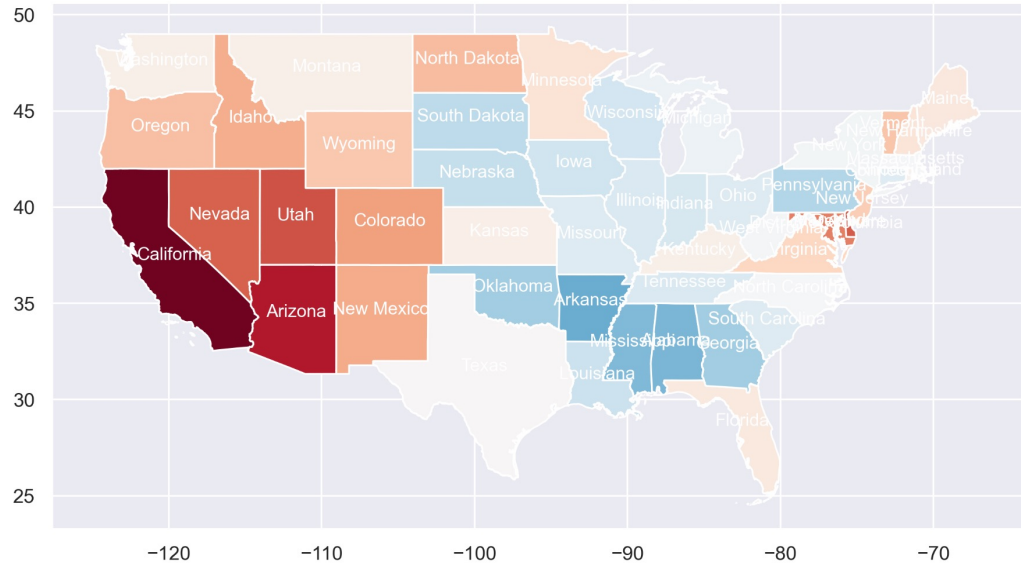 50
Washington
Montana
North Dakota
Minnesota
Maine
45
Oregon
Idaho
Wyoming
South Dakota
Wisconsin
Michigan
Vermont
New Hampshire
New York
Massachusetts
Nebraska
Iowa
Pennsylvania
40
Nevada
Utah
Colorado
Kansas
Missouri
Illinois
Indiana
Ohio
West Virginia
New Jersey
Kentucky
Virginia
California
Oklahoma
Tennessee
North Carolina
35
Arizona
New Mexico
Arkansas
South Carolina
Mississippi
Alabama
Georgia
Texas
Louisiana
30
Florida
25
−120
−110
−100
−90
−80
−70